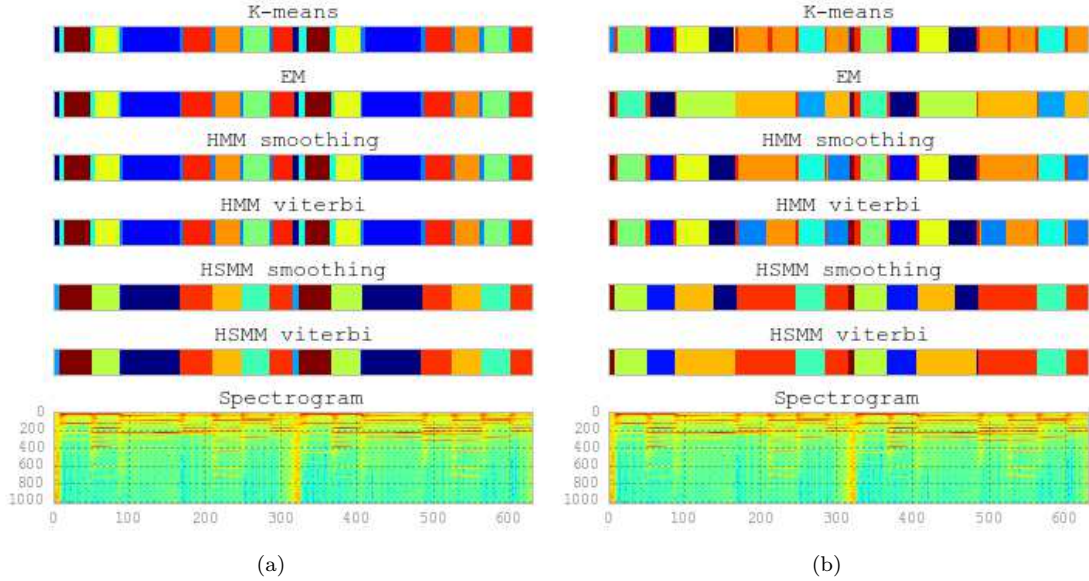 K-means
EM
HMM smoothing
HMM viterbi
HSMM smoothing
HSMM viterbi
Spectrogram
0
200
400
600
800
1000
0 100 200 300 400 500 600
(a)
K-means
EM
HMM smoothing
HMM viterbi
HSMM smoothing
HSMM viterbi
Spectrogram
0
200
400
600
800
1000
0 100 200 300 400 500 600
(b)